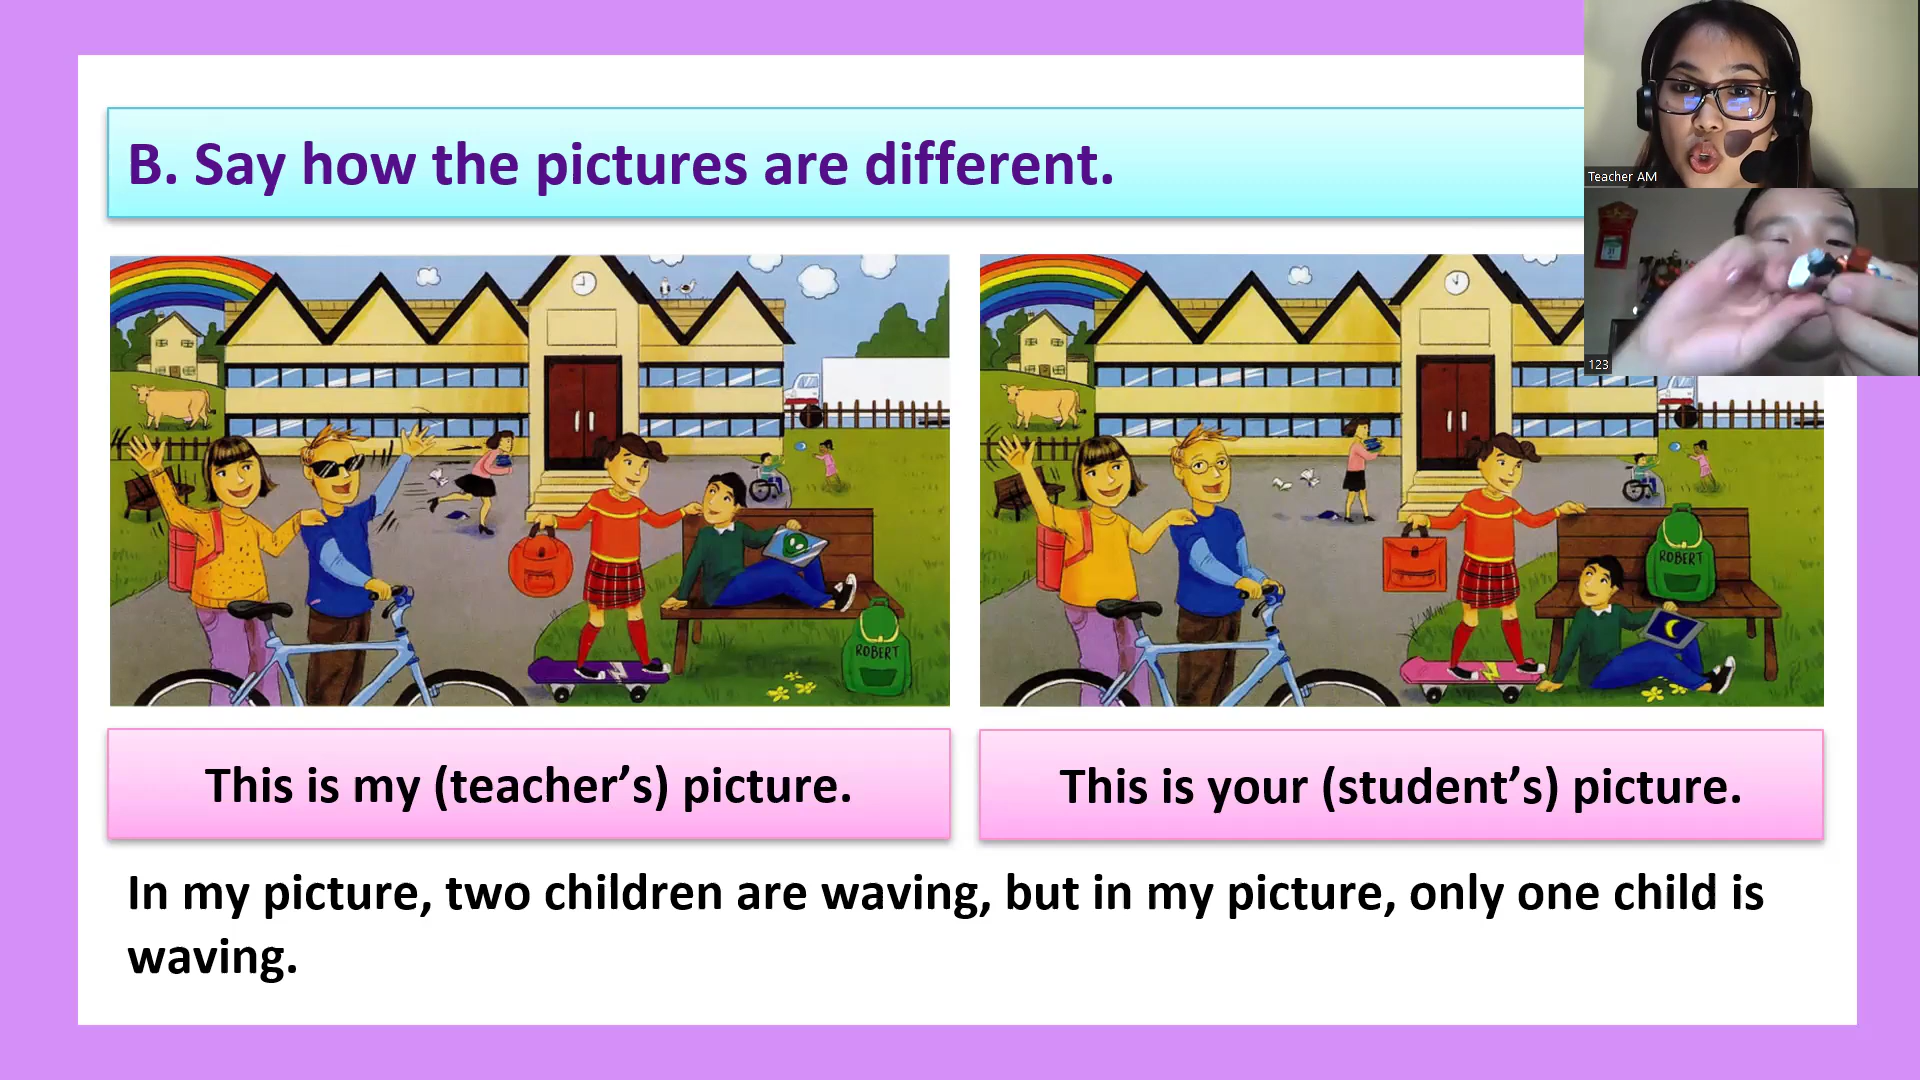 B. Say how the pictures are different.
Teacher AM
123
ROBERT
ROBERT
This is my (teacher’s) picture.
This is your (student’s) picture.
In my picture, two children are waving, but in my picture, only one child is
waving.